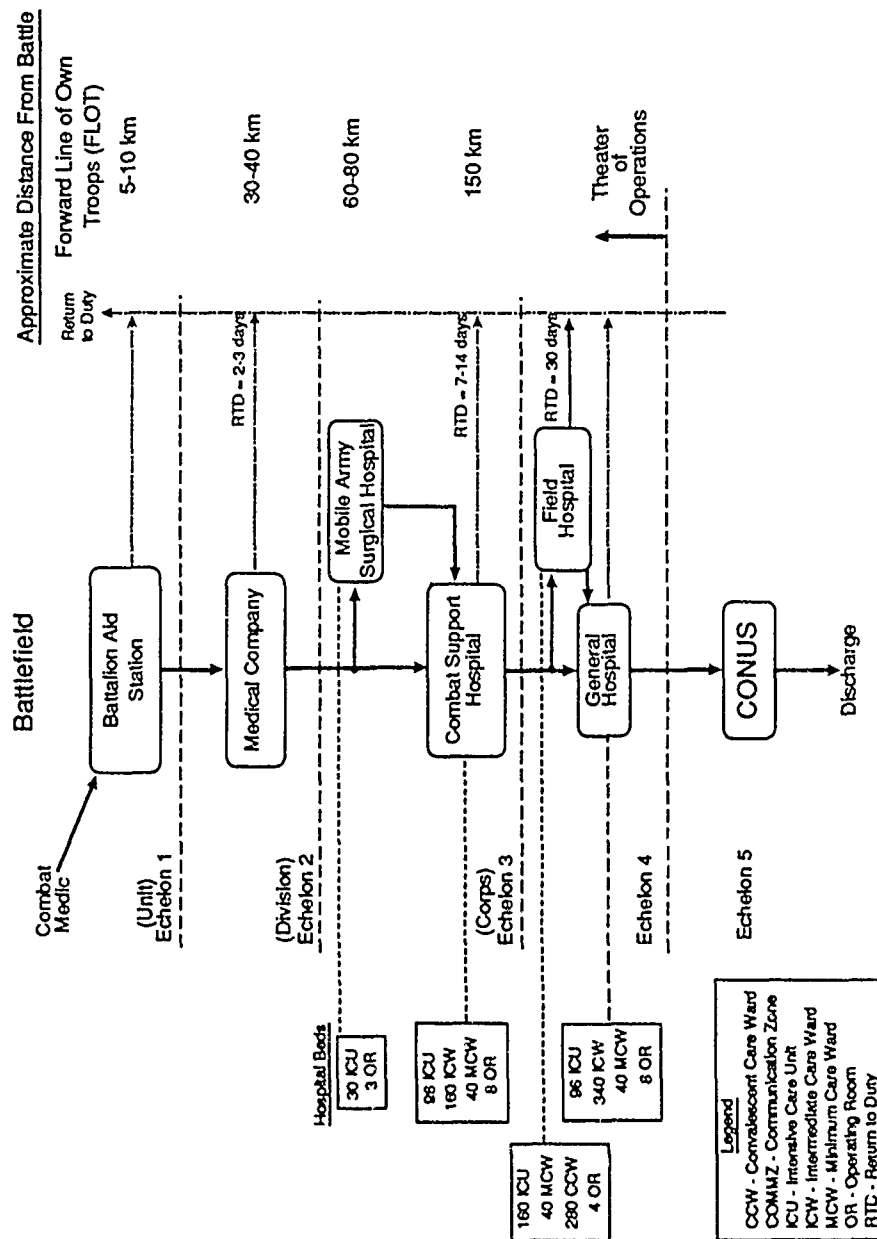 Battlefield
Approximate Distance From Battle
Return
to Duty
Forward Line of Own
Troops (FLOT)
Combat
Medic
Battalion Aid
Station
5-10 km
(Unit)
Echelon 1
Medical Company
RTD = 2-3 days
30-40 km
(Division)
Echelon 2
Hospital Beds
30 ICU
3 OR
Mobile Army
Surgical Hospital
60-80 km
96 ICU
160 ICW
40 MCW
8 OR
Combat Support
Hospital
RTD = 7-14 days
150 km
(Corps)
Echelon 3
160 ICU
40 MCW
280 CCW
4 OR
Field
Hospital
RTD = 30 days
96 ICU
340 ICW
40 MCW
8 OR
General
Hospital
Theater
of
Operations
Echelon 4
Echelon 5
CONUS
Discharge
Legend
CCW - Convalescent Care Ward
COMMZ - Communication Zone
ICU - Intensive Care Unit
ICW - Intermediate Care Ward
MCW - Minimum Care Ward
OR - Operating Room
RTC - Return to Duty